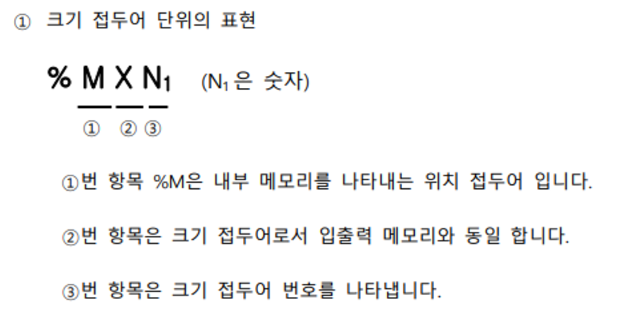 ① 크기 접두어 단위의 표현
% M X N₁ (N₁은 숫자)
① ② ③
①번 항목 %M은 내부 메모리를 나타내는 위치 접두어 입니다.
②번 항목은 크기 접두어로서 입출력 메모리와 동일 합니다.
③번 항목은 크기 접두어 번호를 나타냅니다.